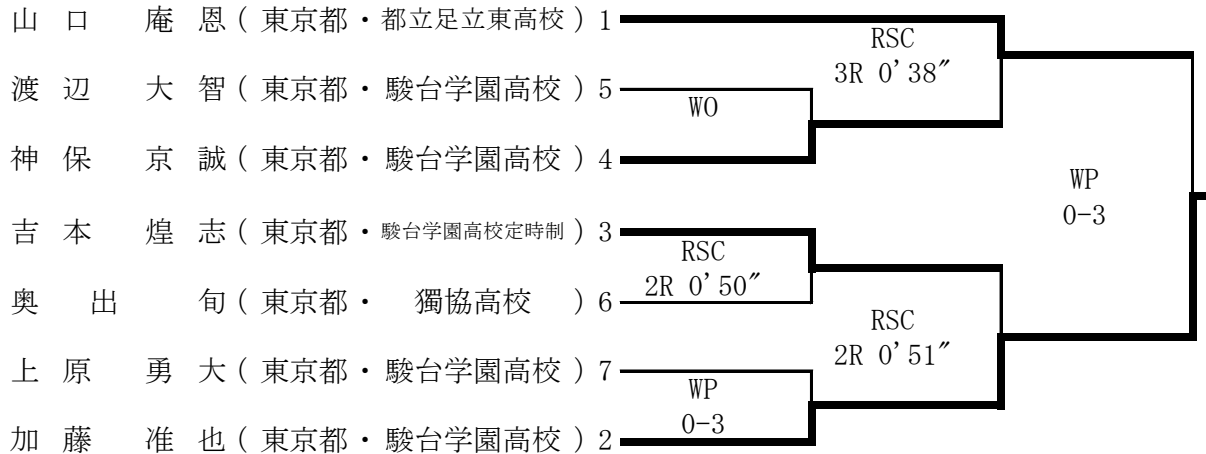 山口　庵恩（東京都・都立足立東高校）1
RSC
3R 0'38″
渡辺　大智（東京都・駿台学園高校）5
WO
神保　京誠（東京都・駿台学園高校）4
WP
0-3
吉本　煌志（東京都・駿台学園高校定時制）3
RSC
2R 0'50″
奥出　旬（東京都・獨協高校）6
RSC
2R 0'51″
上原　勇大（東京都・駿台学園高校）7
WP
0-3
加藤　准也（東京都・駿台学園高校）2